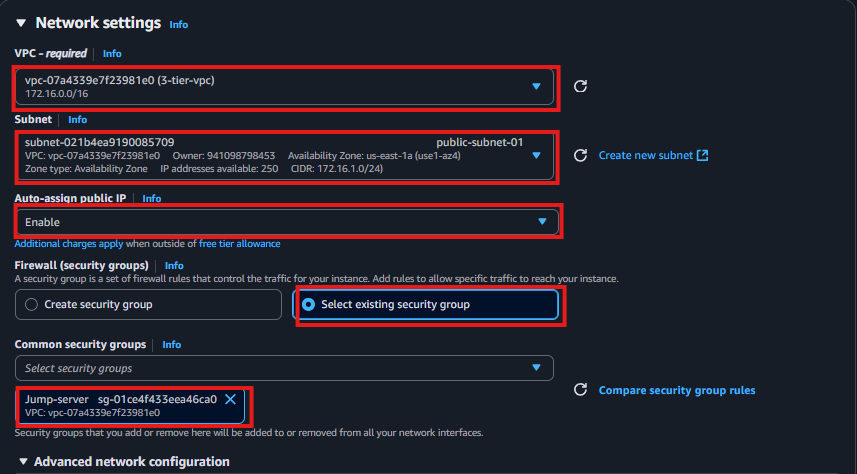 Network settings Info
VPC – required Info
vpc-07a4339e7f23981e0 (3-tier-vpc)
172.16.0.0/16
Subnet Info
subnet-021b4ea9190085709 public-subnet-01
VPC: vpc-07a4339e7f23981e0 Owner: 941098798453 Availability Zone: us-east-1a (use1-az4)
Zone type: Availability Zone IP addresses available: 250 CIDR: 172.16.1.0/24)
Create new subnet
Auto-assign public IP Info
Enable
Additional charges apply when outside of free tier allowance
Firewall (security groups) Info
A security group is a set of firewall rules that control the traffic for your instance. Add rules to allow specific traffic to reach your instance.
Create security group
Select existing security group
Common security groups Info
Select security groups
Jump-server sg-01ce4f433eea46ca0
VPC: vpc-07a4339e7f23981e0
Compare security group rules
Security groups that you add or remove here will be added to or removed from all your network interfaces.
Advanced network configuration